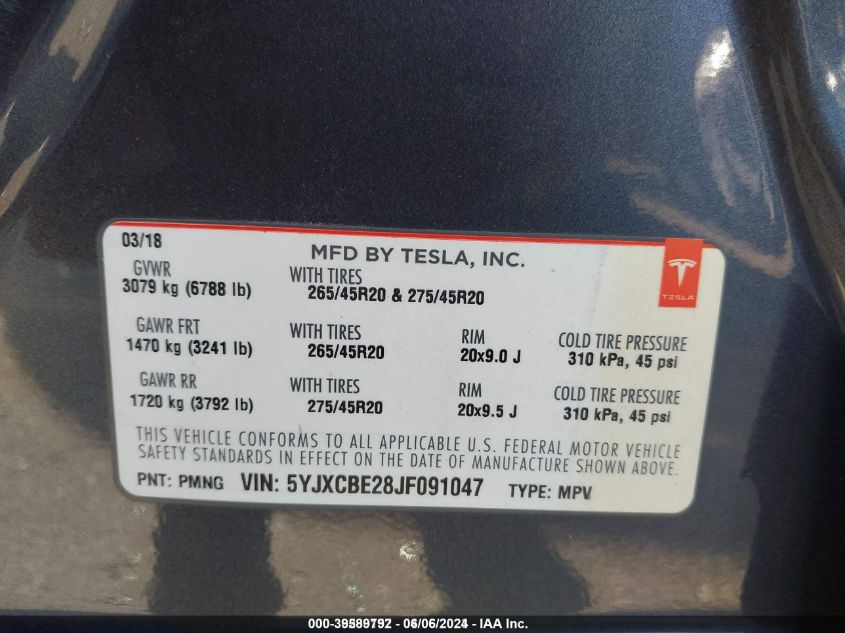 03/18
MFD BY TESLA, INC.
TESLA
GVWR
3079 kg (6788 lb)
WITH TIRES
265/45R20 & 275/45R20
GAWR FRT
1470 kg (3241 lb)
WITH TIRES
265/45R20
RIM
20x9.0 J
COLD TIRE PRESSURE
310 kPa, 45 psi
GAWR RR
1720 kg (3792 lb)
WITH TIRES
275/45R20
RIM
20x9.5 J
COLD TIRE PRESSURE
310 kPa, 45 psi
THIS VEHICLE CONFORMS TO ALL APPLICABLE U.S. FEDERAL MOTOR VEHICLE
SAFETY STANDARDS IN EFFECT ON THE DATE OF MANUFACTURE SHOWN ABOVE.
PNT: PMNG VIN: 5YJXCBE28JF091047 TYPE: MPV
000-39589792 - 06/06/2024 - IAA Inc.